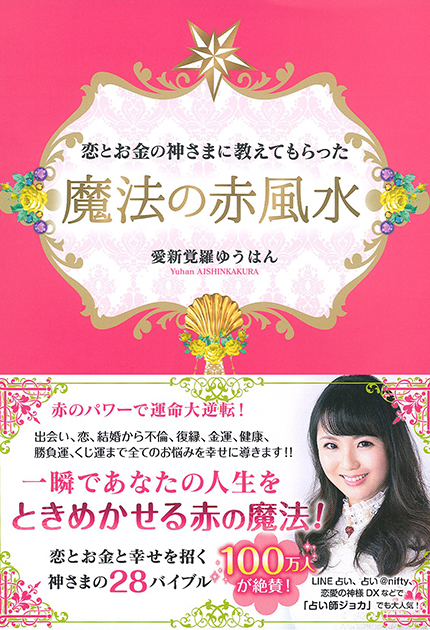 恋とお金の神さまに教えてもらった
魔法の赤風水
愛新覚羅ゆうはん
Yuhan AISHINKAKURA
赤のパワーで運命大逆転！
出会い、恋、結婚から不倫、復縁、金運、健康、
勝負運、くじ運まで全てのお悩みを幸せに導きます!!
一瞬であなたの人生を
ときめかせる赤の魔法！
恋とお金と幸せを招く
神さまの28バイブル
100万人
が絶賛！
LINE占い、占い@nifty、
恋愛の神様DXなどで
「占い師ジョカ」でも大人気！